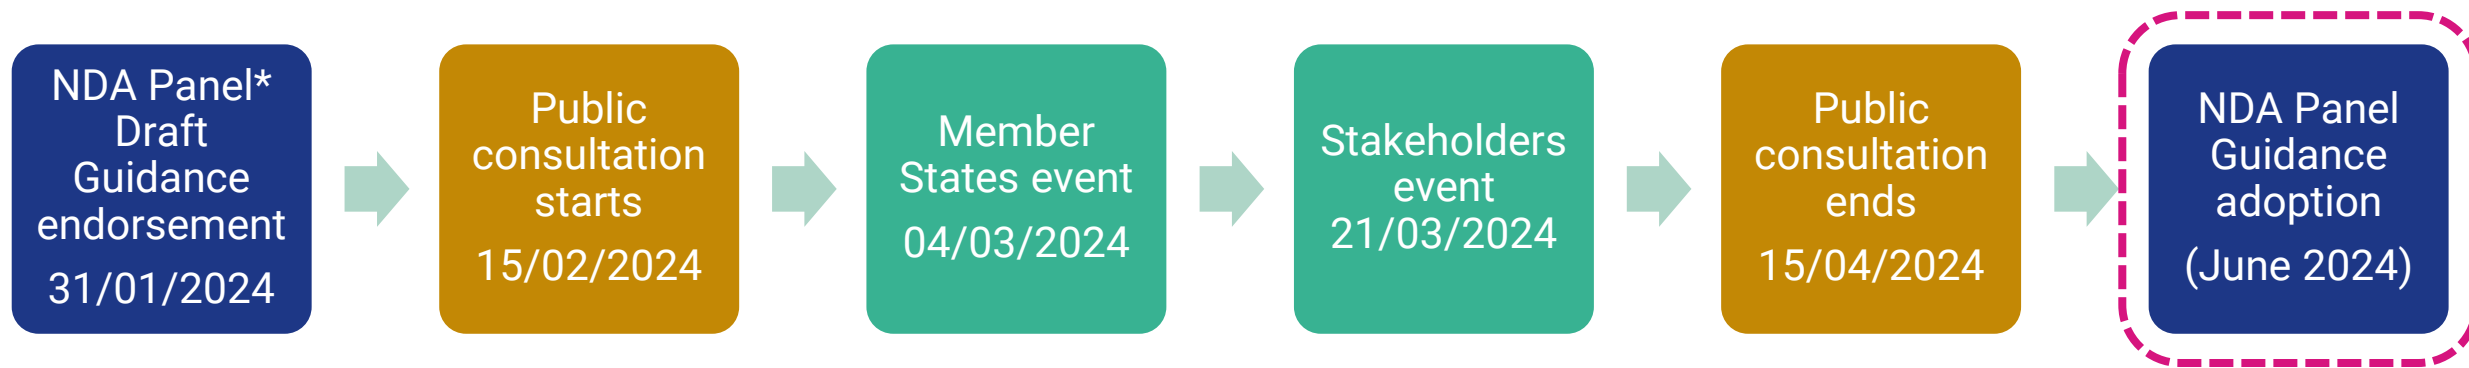 NDA Panel*
Draft
Guidance
endorsement
31/01/2024
Public
consultation
starts
15/02/2024
Member
States event
04/03/2024
Stakeholders
event
21/03/2024
Public
consultation
ends
15/04/2024
NDA Panel
Guidance
adoption
(June 2024)